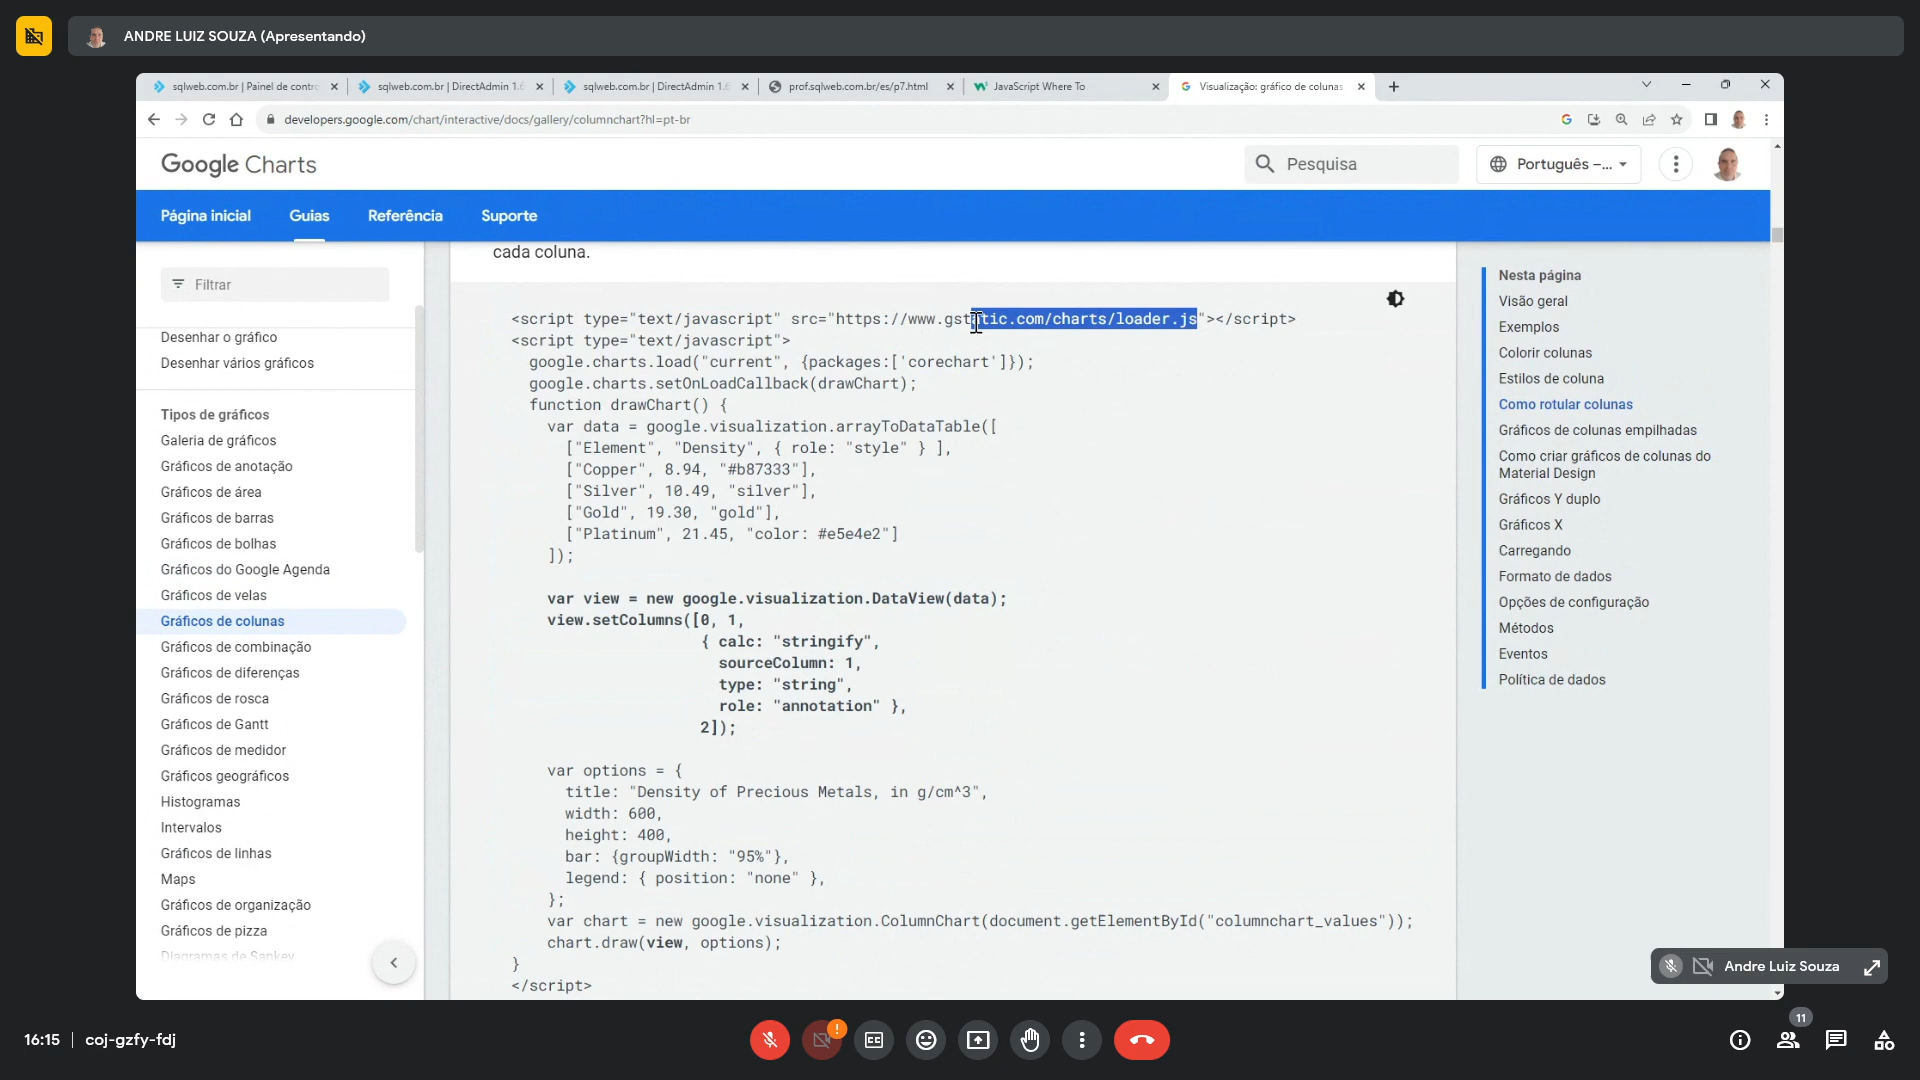 ANDRE LUIZ SOUZA (Apresentando)
sqlweb.com.br | Painel de contro
sqlweb.com.br | DirectAdmin 1.6
sqlweb.com.br | DirectAdmin 1.6
prof.sqlweb.com.br/es/p7.html
JavaScript Where To
Visualização: gráfico de colunas
developers.google.com/chart/interactive/docs/gallery/columnchart?hl=pt-br
Google Charts
Pesquisa
Português –...
Página inicial
Guias
Referência
Suporte
Filtrar
Desenhar o gráfico
Desenhar vários gráficos
Tipos de gráficos
Galeria de gráficos
Gráficos de anotação
Gráficos de área
Gráficos de barras
Gráficos de bolhas
Gráficos do Google Agenda
Gráficos de velas
Gráficos de colunas
Gráficos de combinação
Gráficos de diferenças
Gráficos de rosca
Gráficos de Gantt
Gráficos de medidor
Gráficos geográficos
Histogramas
Intervalos
Gráficos de linhas
Maps
Gráficos de organização
Gráficos de pizza
Diagramas de Sankey
cada coluna.
<script type="text/javascript" src="https://www.gstatic.com/charts/loader.js"></script>
<script type="text/javascript">
google.charts.load("current", {packages:['corechart']});
google.charts.setOnLoadCallback(drawChart);
function drawChart() {
var data = google.visualization.arrayToDataTable([
["Element", "Density", { role: "style" } ],
["Copper", 8.94, "#b87333"],
["Silver", 10.49, "silver"],
["Gold", 19.30, "gold"],
["Platinum", 21.45, "color: #e5e4e2"]
]);
var view = new google.visualization.DataView(data);
view.setColumns([0, 1,
{ calc: "stringify",
sourceColumn: 1,
type: "string",
role: "annotation" },
2]);
var options = {
title: "Density of Precious Metals, in g/cm^3",
width: 600,
height: 400,
bar: {groupWidth: "95%"},
legend: { position: "none" },
};
var chart = new google.visualization.ColumnChart(document.getElementById("columnchart_values"));
chart.draw(view, options);
}
</script>
Nesta página
Visão geral
Exemplos
Colorir colunas
Estilos de coluna
Como rotular colunas
Gráficos de colunas empilhadas
Como criar gráficos de colunas do
Material Design
Gráficos Y duplo
Gráficos X
Carregando
Formato de dados
Opções de configuração
Métodos
Eventos
Política de dados
Andre Luiz Souza
16:15
coj-gzfy-fdj
!
11